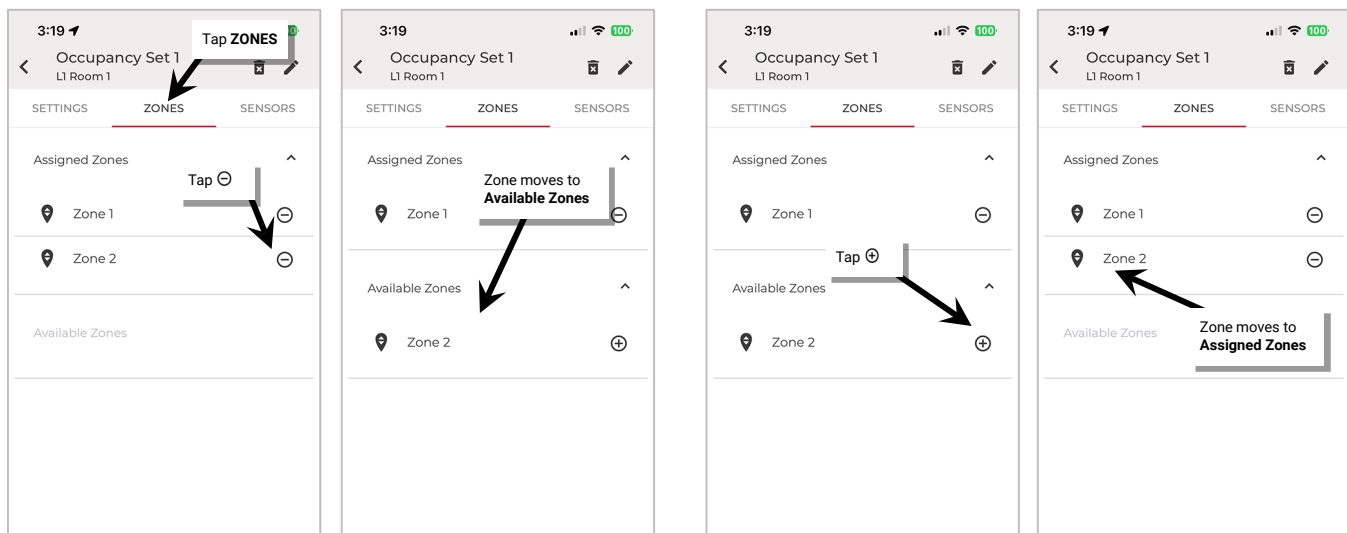 3:19
Tap ZONES
Occupancy Set 1
L1 Room 1
SETTINGS ZONES SENSORS
Assigned Zones
Tap ⊖
Zone 1
Zone 2
Available Zones
3:19 100
Occupancy Set 1
L1 Room 1
SETTINGS ZONES SENSORS
Assigned Zones
Zone moves to
Available Zones
Zone 1
Available Zones
Zone 2
3:19 100
Occupancy Set 1
L1 Room 1
SETTINGS ZONES SENSORS
Assigned Zones
Zone 1
Tap ⊕
Available Zones
Zone 2
3:19 100
Occupancy Set 1
L1 Room 1
SETTINGS ZONES SENSORS
Assigned Zones
Zone 1
Zone 2
Available Zones
Zone moves to
Assigned Zones